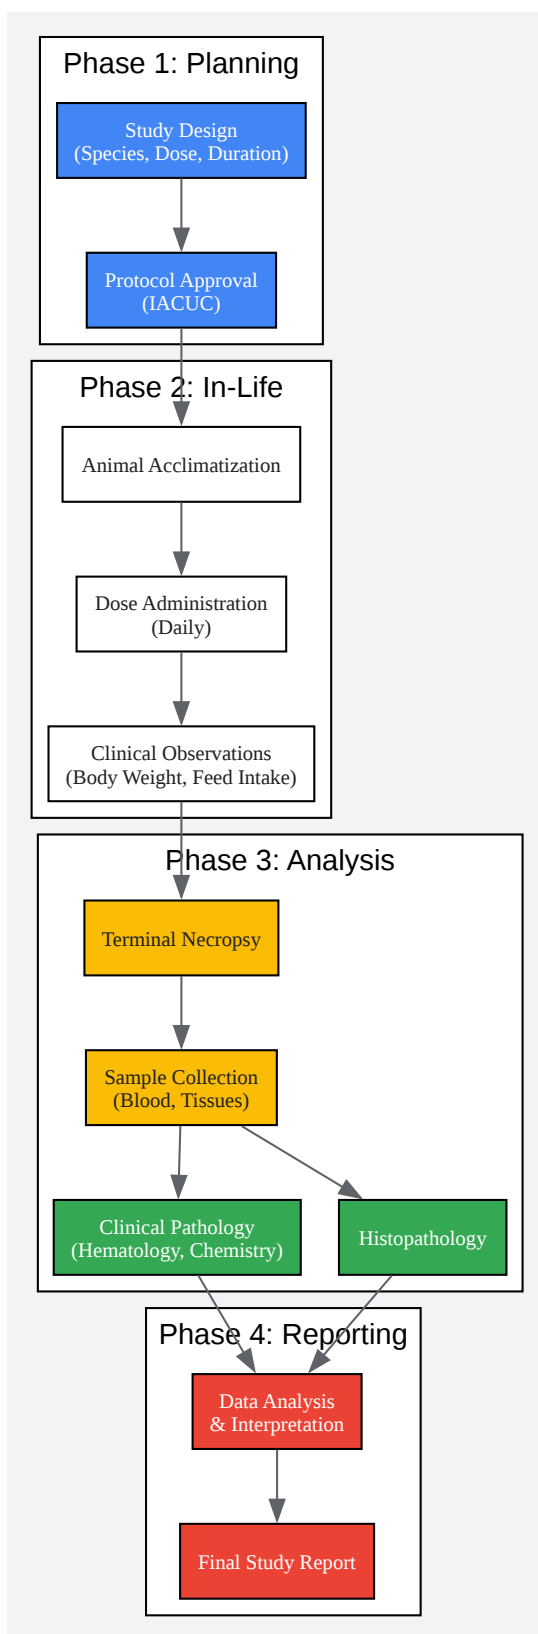 Phase 1: Planning
Study Design
(Species, Dose, Duration)
Protocol Approval
(IACUC)
Phase 2: In-Life
Animal Acclimatization
Dose Administration
(Daily)
Clinical Observations
(Body Weight, Feed Intake)
Phase 3: Analysis
Terminal Necropsy
Sample Collection
(Blood, Tissues)
Clinical Pathology
(Hematology, Chemistry)
Histopathology
Phase 4: Reporting
Data Analysis
& Interpretation
Final Study Report